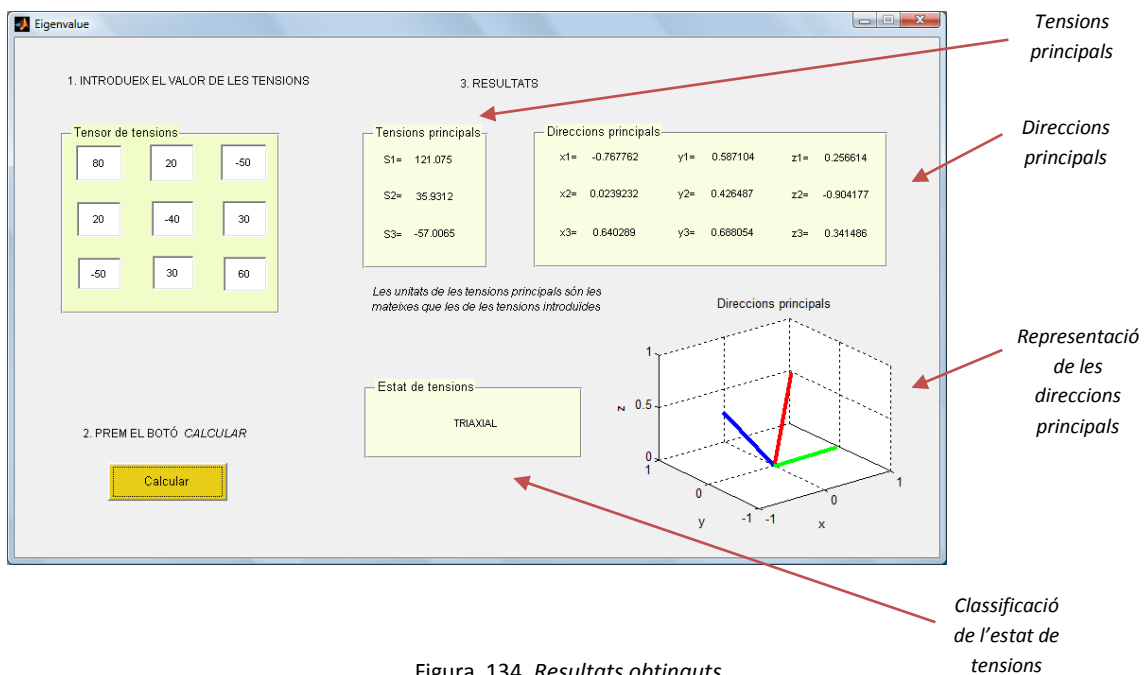 Eigenvalue
1. INTRODUEIX EL VALOR DE LES TENSIONS
3. RESULTATS
Tensor de tensions
80 20 -50
20 -40 30
-50 30 60
Tensions principals
S1= 121.075
S2= 35.9312
S3= -57.0065
Direccions principals
x1= -0.767762 y1= 0.587104 z1= 0.256614
x2= 0.0239232 y2= 0.426487 z2= -0.904177
x3= 0.640289 y3= 0.688054 z3= 0.341486
Les unitats de les tensions principals són les
mateixes que les de les tensions introduïdes
Estat de tensions
TRIAXIAL
2. PREM EL BOTÓ CALCULAR
Calcular
Direccions principals
1
0.5
0
z
1
0
-1
y
-1
0
1
x
Tensions
principals
Direccions
principals
Representació
de les
direccions
principals
Classificació
de l'estat de
tensions
Figura 134. Resultats obtinguts